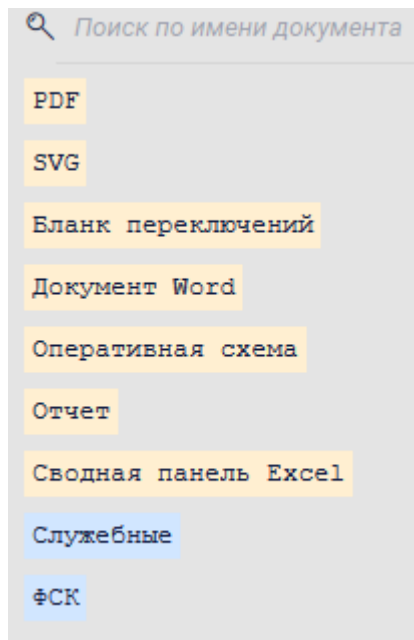 Поиск по имени документа
PDF
SVG
Бланк переключений
Документ Word
Оперативная схема
Отчет
Сводная панель Excel
Служебные
ФСК